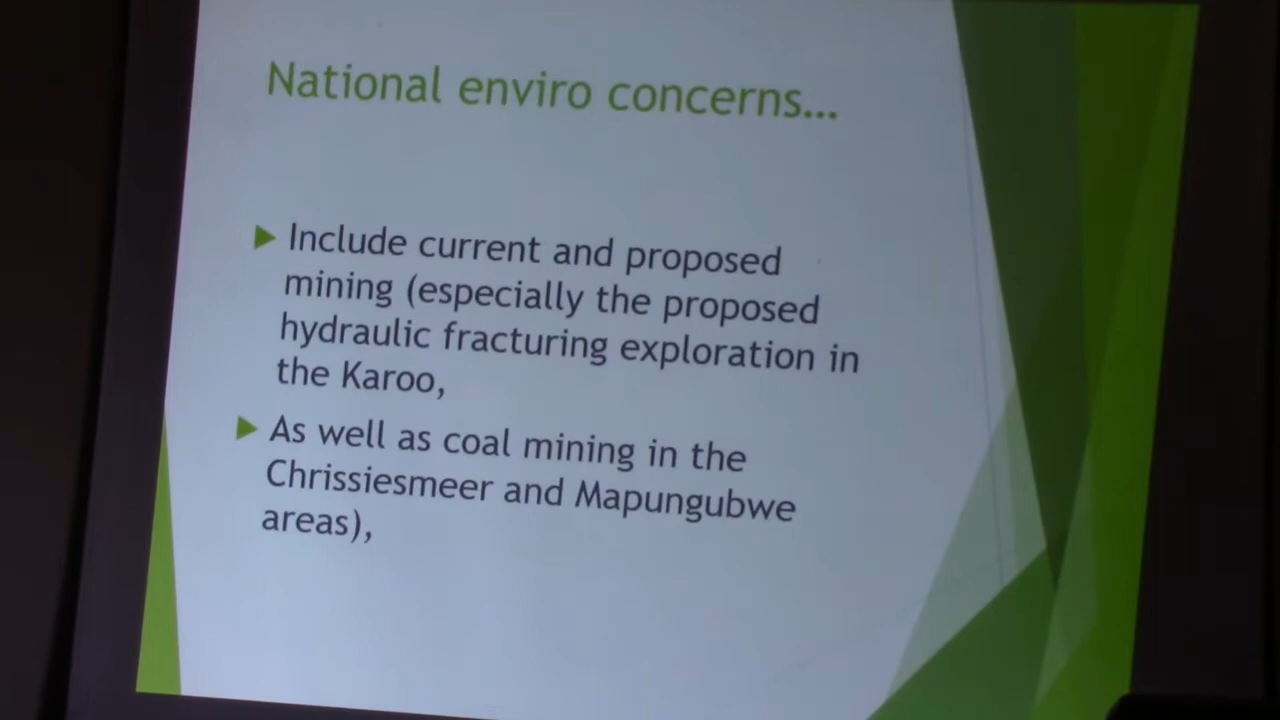 National enviro concerns…
Include current and proposed
mining (especially the proposed
hydraulic fracturing exploration in
the Karoo,
As well as coal mining in the
Chrissiesmeer and Mapungubwe
areas),